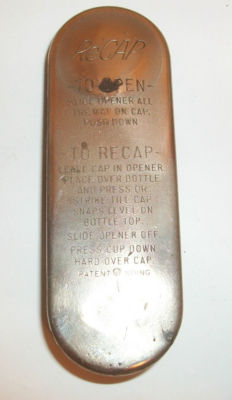 ReCAP
-TO OPEN-
SLIDE OPENER ALL
THE WAY ON CAP.
PUSH DOWN
-TO RECAP-
LEAVE CAP IN OPENER
PLACE OVER BOTTLE
AND PRESS OR
STRIKE TILL CAP
SNAPS LEVEL ON
BOTTLE TOP.
SLIDE OPENER OFF.
PRESS CUP DOWN
HARD OVER CAP.
PATENT PENDING